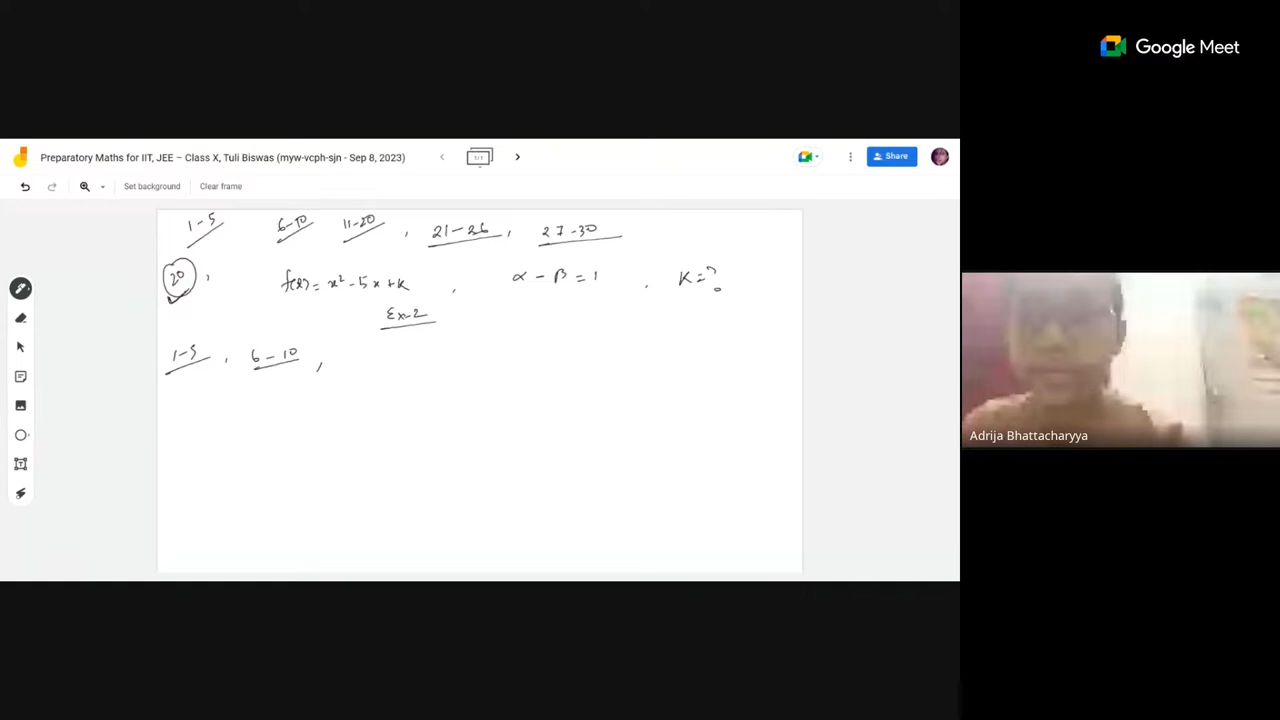 Google Meet
Preparatory Maths for IIT, JEE – Class X, Tuli Biswas (myw-vcph-sjn - Sep 8, 2023)
1/1
Share
Set background
Clear frame
1-5 6-10 11-20 , 21-26 , 27-30
20 , f(x) = x² - 5x + k , α - β = 1 , K = ?
Ex-2
1-5 , 6-10 ,
Adrija Bhattacharyya